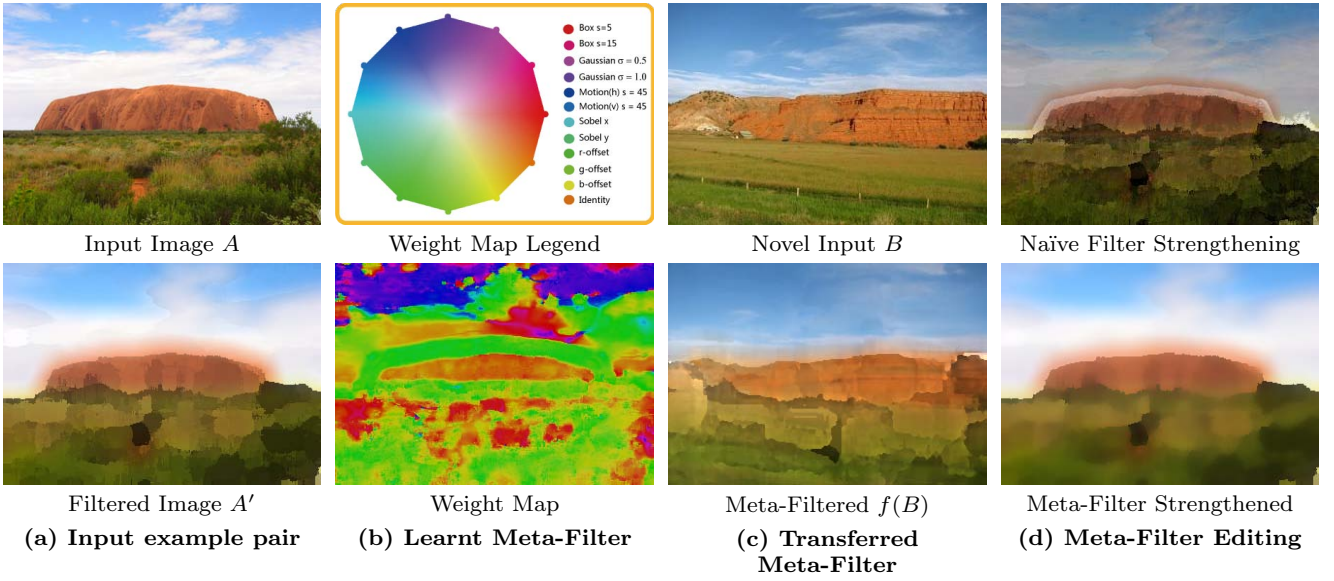 Box s=5
Box s=15
Gaussian σ = 0.5
Gaussian σ = 1.0
Motion(h) s = 45
Motion(v) s = 45
Sobel x
Sobel y
r-offset
g-offset
b-offset
Identity
Input Image A
Weight Map Legend
Novel Input B
Naïve Filter Strengthening
Filtered Image A′
Weight Map
Meta-Filtered f(B)
Meta-Filter Strengthened
(a) Input example pair
(b) Learnt Meta-Filter
(c) Transferred
Meta-Filter
(d) Meta-Filter Editing